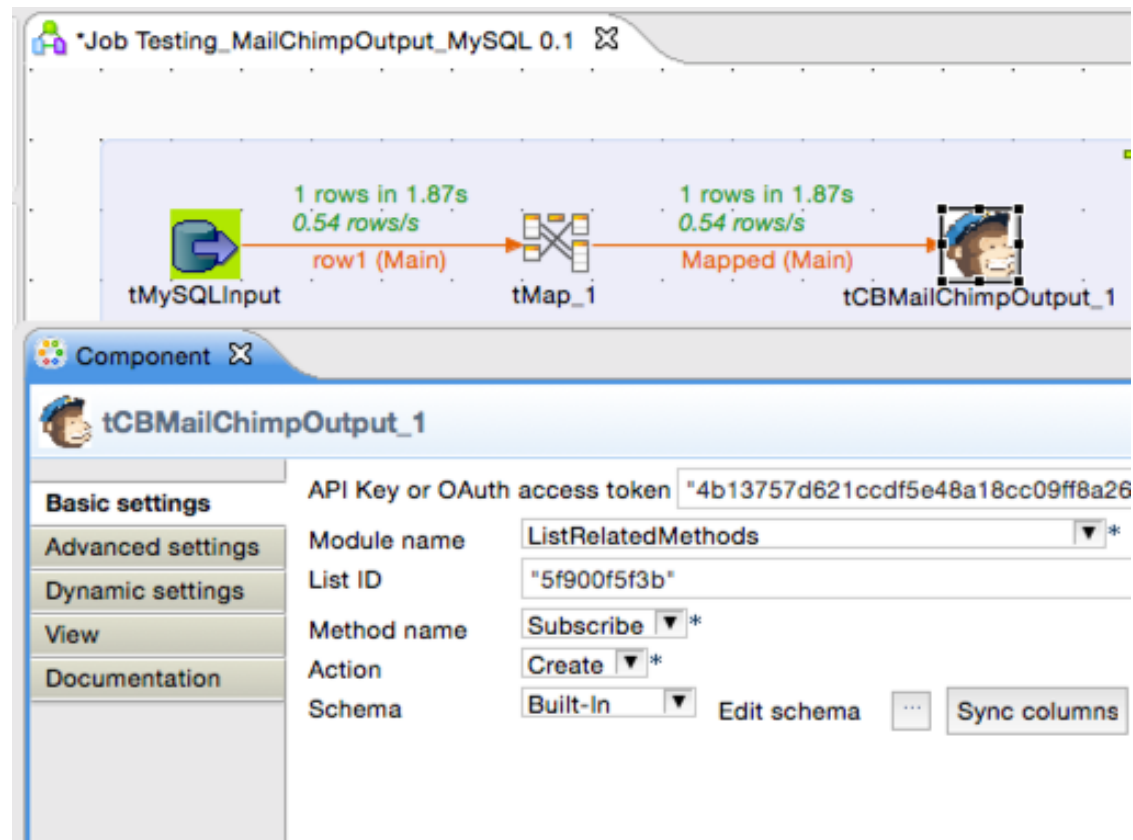 *Job Testing_MailChimpOutput_MySQL 0.1
1 rows in 1.87s 1 rows in 1.87s
0.54 rows/s 0.54 rows/s
row1 (Main) Mapped (Main)
tMySQLInput tMap_1 tCBMailChimpOutput_1
Component
tCBMailChimpOutput_1
Basic settings
Advanced settings
Dynamic settings
View
Documentation
API Key or OAuth access token "4b13757d621ccdf5e48a18cc09ff8a26
Module name ListRelatedMethods *
List ID "5f900f5f3b"
Method name Subscribe *
Action Create *
Schema Built-In Edit schema ... Sync columns